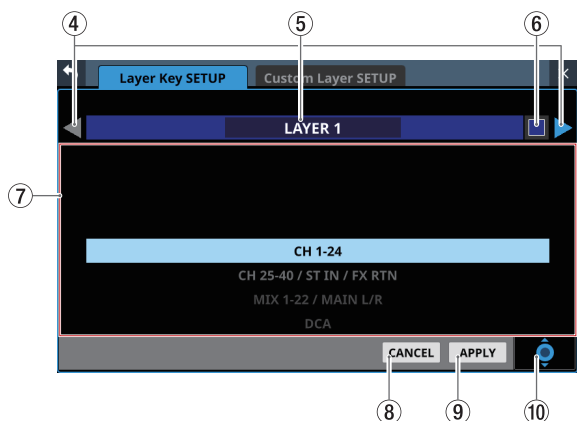 ④ ⑤ ⑥
Layer Key SETUP Custom Layer SETUP
LAYER 1
⑦
CH 1-24
CH 25-40 / ST IN / FX RTN
MIX 1-22 / MAIN L/R
DCA
CANCEL APPLY
⑧ ⑨ ⑩